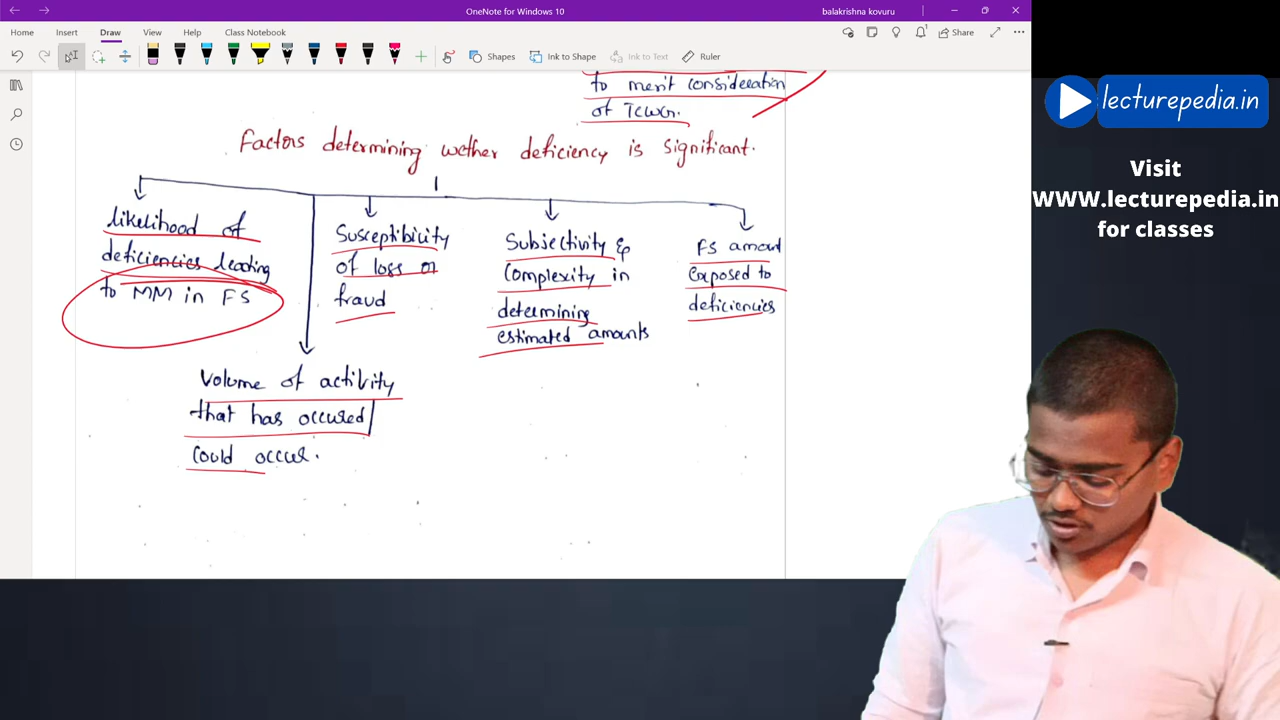 OneNote for Windows 10
balakrishna kovuru
Home Insert Draw View Help Class Notebook
Share
Shapes
Ink to Shape
Ink to Text
Ruler
to merit consideration
of TCWG.
Factors determining wether deficiency is significant.
likelihood of
deficiencies leading
to MM in FS
Volume of activity
that has occured/
could occur.
Susceptibility
of loss or
fraud
Subjectivity &
Complexity in
determining
estimated amounts
FS amount
exposed to
deficiencies
lecturepedia.in
Visit
WWW.lecturepedia.in
for classes